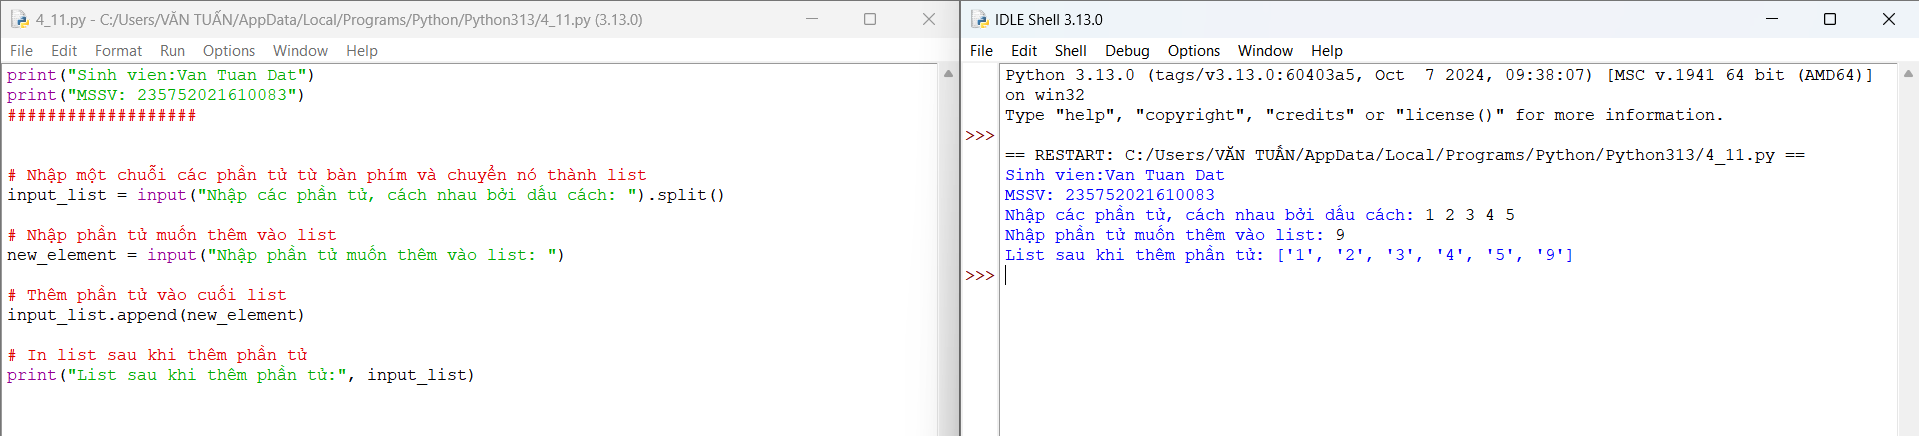 4_11.py - C:/Users/VĂN TUẤN/AppData/Local/Programs/Python/Python313/4_11.py (3.13.0)
File Edit Format Run Options Window Help
print("Sinh vien:Van Tuan Dat")
print("MSSV: 235752021610083")
###################
# Nhập một chuỗi các phần tử từ bàn phím và chuyển nó thành list
input_list = input("Nhập các phần tử, cách nhau bởi dấu cách: ").split()
# Nhập phần tử muốn thêm vào list
new_element = input("Nhập phần tử muốn thêm vào list: ")
# Thêm phần tử vào cuối list
input_list.append(new_element)
# In list sau khi thêm phần tử
print("List sau khi thêm phần tử:", input_list)
IDLE Shell 3.13.0
File Edit Shell Debug Options Window Help
Python 3.13.0 (tags/v3.13.0:60403a5, Oct  7 2024, 09:38:07) [MSC v.1941 64 bit (AMD64)]
on win32
Type "help", "copyright", "credits" or "license()" for more information.
>>>
== RESTART: C:/Users/VĂN TUẤN/AppData/Local/Programs/Python/Python313/4_11.py ==
Sinh vien:Van Tuan Dat
MSSV: 235752021610083
Nhập các phần tử, cách nhau bởi dấu cách: 1 2 3 4 5
Nhập phần tử muốn thêm vào list: 9
List sau khi thêm phần tử: ['1', '2', '3', '4', '5', '9']
>>>